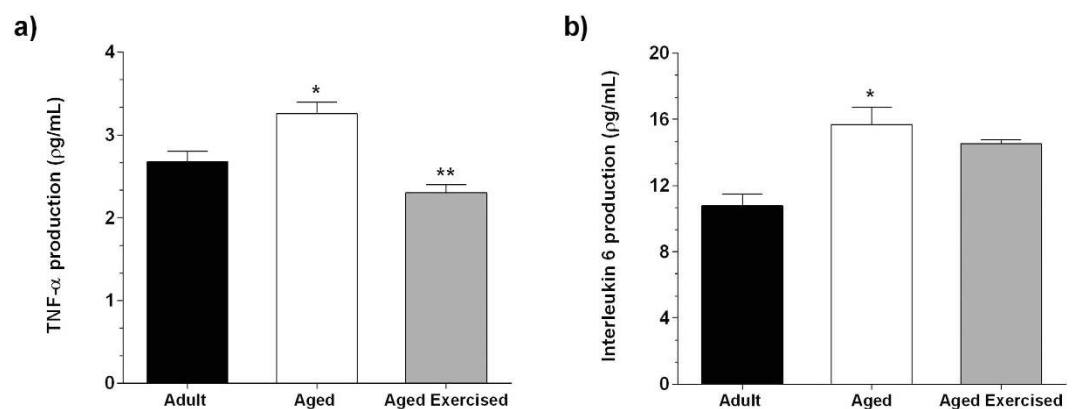 a)
TNF-α production (ρg/mL)
4
3
2
1
0
*
**
Adult
Aged
Aged Exercised
b)
Interleukin 6 production (ρg/mL)
20
16
12
8
4
0
*
Adult
Aged
Aged Exercised